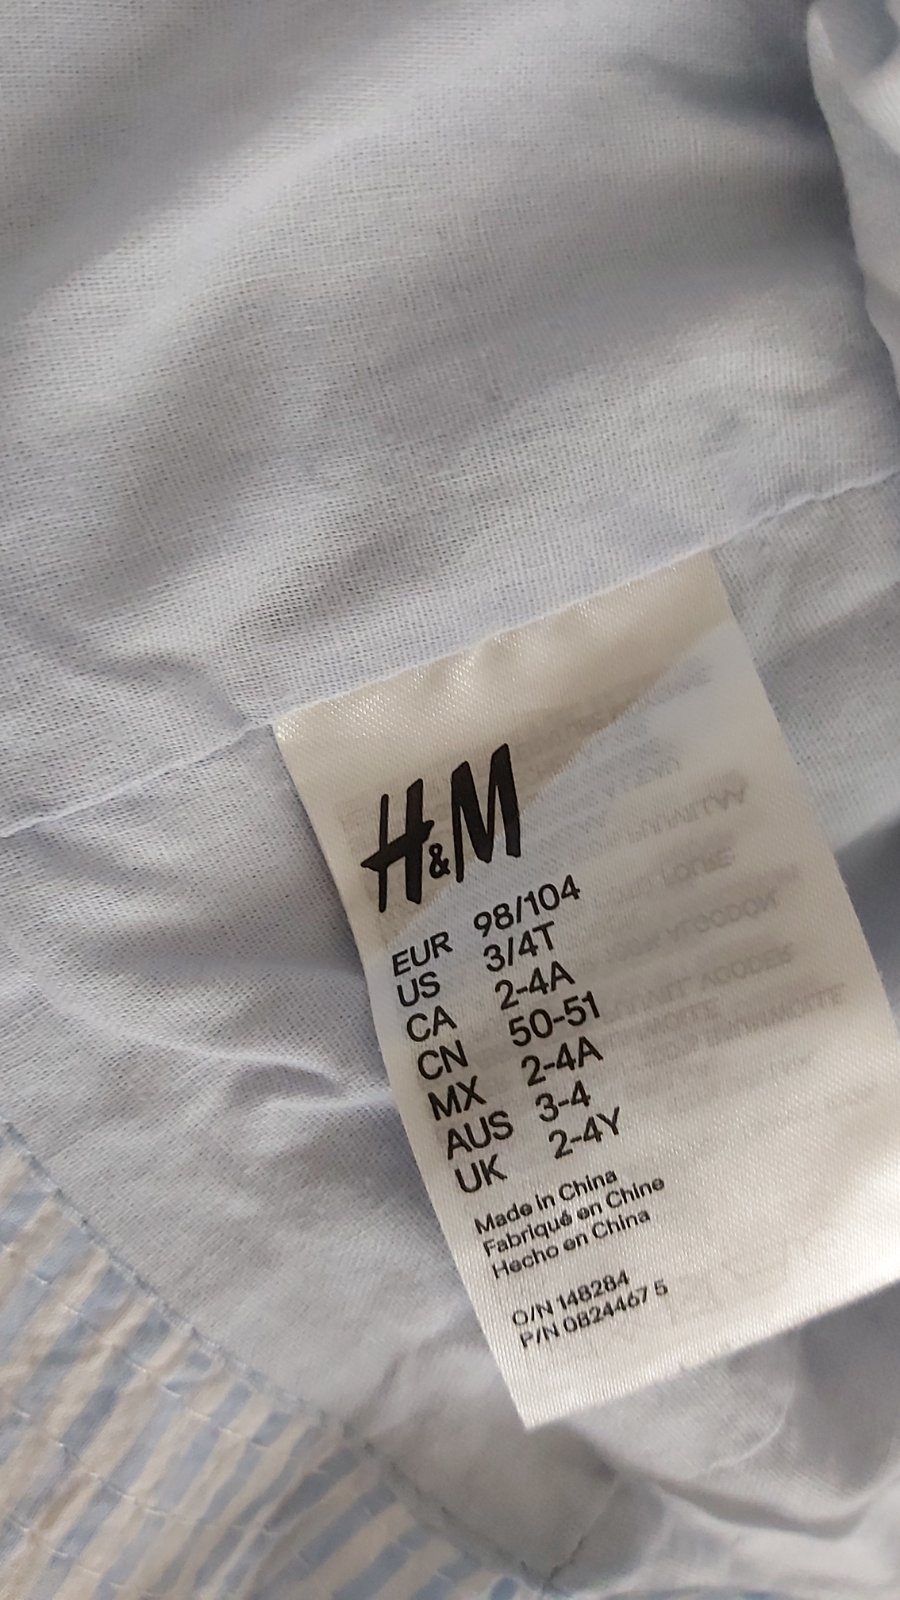 H&M
EUR 98/104
US 3/4T
CA 2-4A
CN 50-51
MX 2-4A
AUS 3-4
UK 2-4Y
Made in China
Fabriqué en Chine
Hecho en China
O/N 148284
P/N 0824467 5